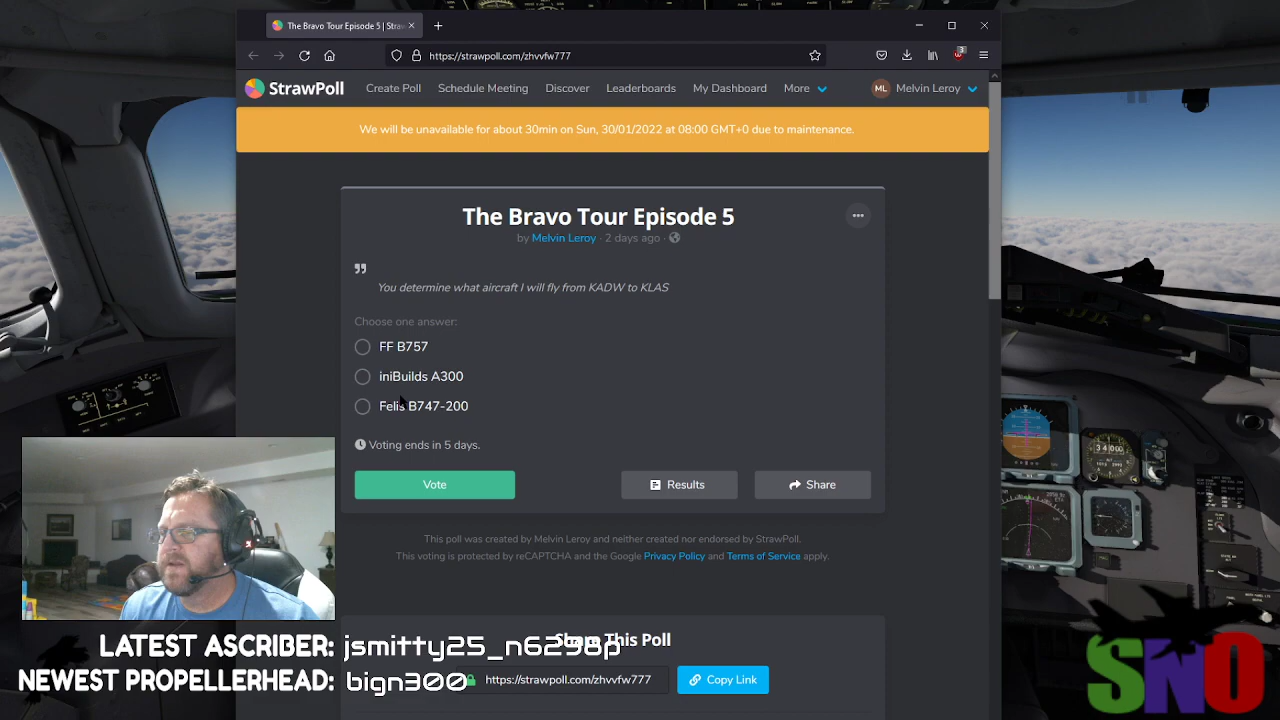 The Bravo Tour Episode 5 | Straw
https://strawpoll.com/zhvvfw777
3
StrawPoll
Create Poll
Schedule Meeting
Discover
Leaderboards
My Dashboard
More
ML
Melvin Leroy
We will be unavailable for about 30min on Sun, 30/01/2022 at 08:00 GMT+0 due to maintenance.
The Bravo Tour Episode 5
by Melvin Leroy · 2 days ago ·
You determine what aircraft I will fly from KADW to KLAS
Choose one answer:
FF B757
iniBuilds A300
Felis B747-200
Voting ends in 5 days.
Vote
Results
Share
This poll was created by Melvin Leroy and neither created nor endorsed by StrawPoll.
This voting is protected by reCAPTCHA and the Google Privacy Policy and Terms of Service apply.
Share This Poll
https://strawpoll.com/zhvvfw777
Copy Link
LATEST ASCRIBER: jsmitty25_n6298p
NEWEST PROPELLERHEAD: bign300
SNO